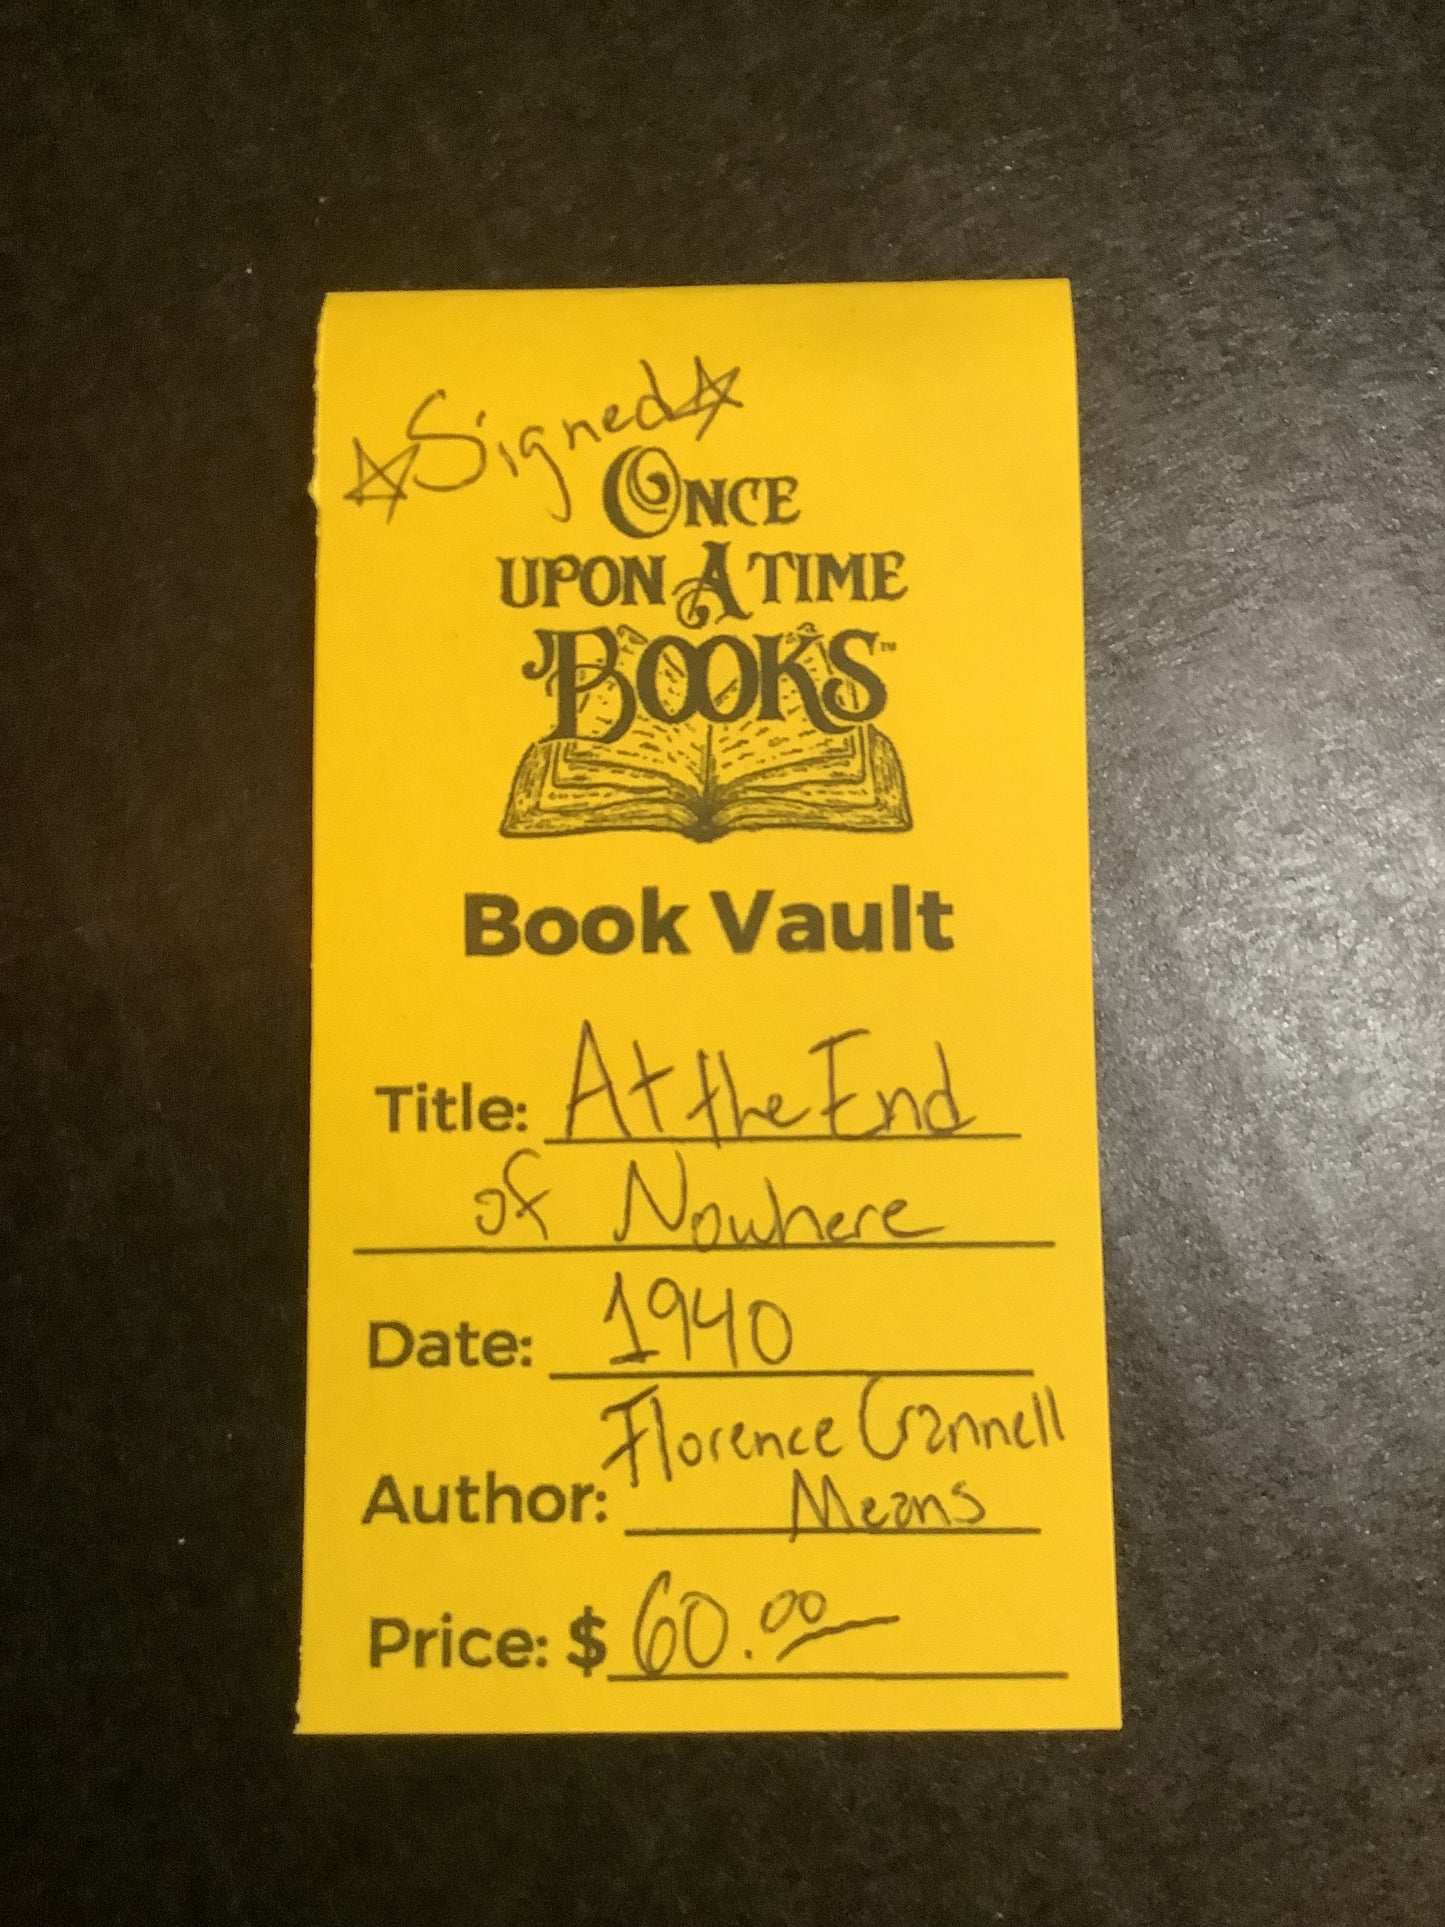 ☆Signed☆
ONCE
UPON A TIME
BOOKS™
Book Vault
Title: At the End
of Nowhere
Date: 1940
Florence Crannell
Author: Means
Price: $60.00